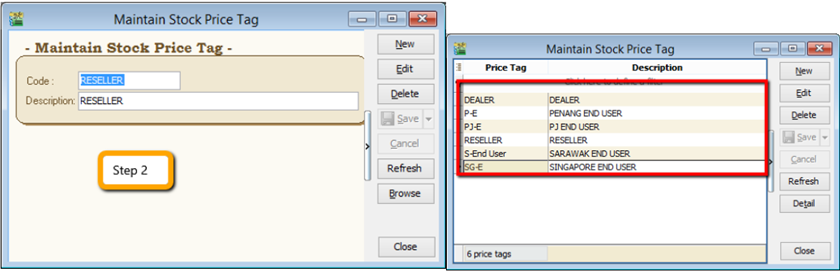 Maintain Stock Price Tag
- Maintain Stock Price Tag -
Code : RESELLER
Description: RESELLER
Step 2
New
Edit
Delete
Save
Cancel
Refresh
Browse
Close
Maintain Stock Price Tag
Price Tag Description
Click here to define a filter
DEALER DEALER
P-E PENANG END USER
PJ-E PJ END USER
RESELLER RESELLER
S-End User SARAWAK END USER
SG-E SINGAPORE END USER
6 price tags
New
Edit
Delete
Save
Cancel
Refresh
Detail
Close